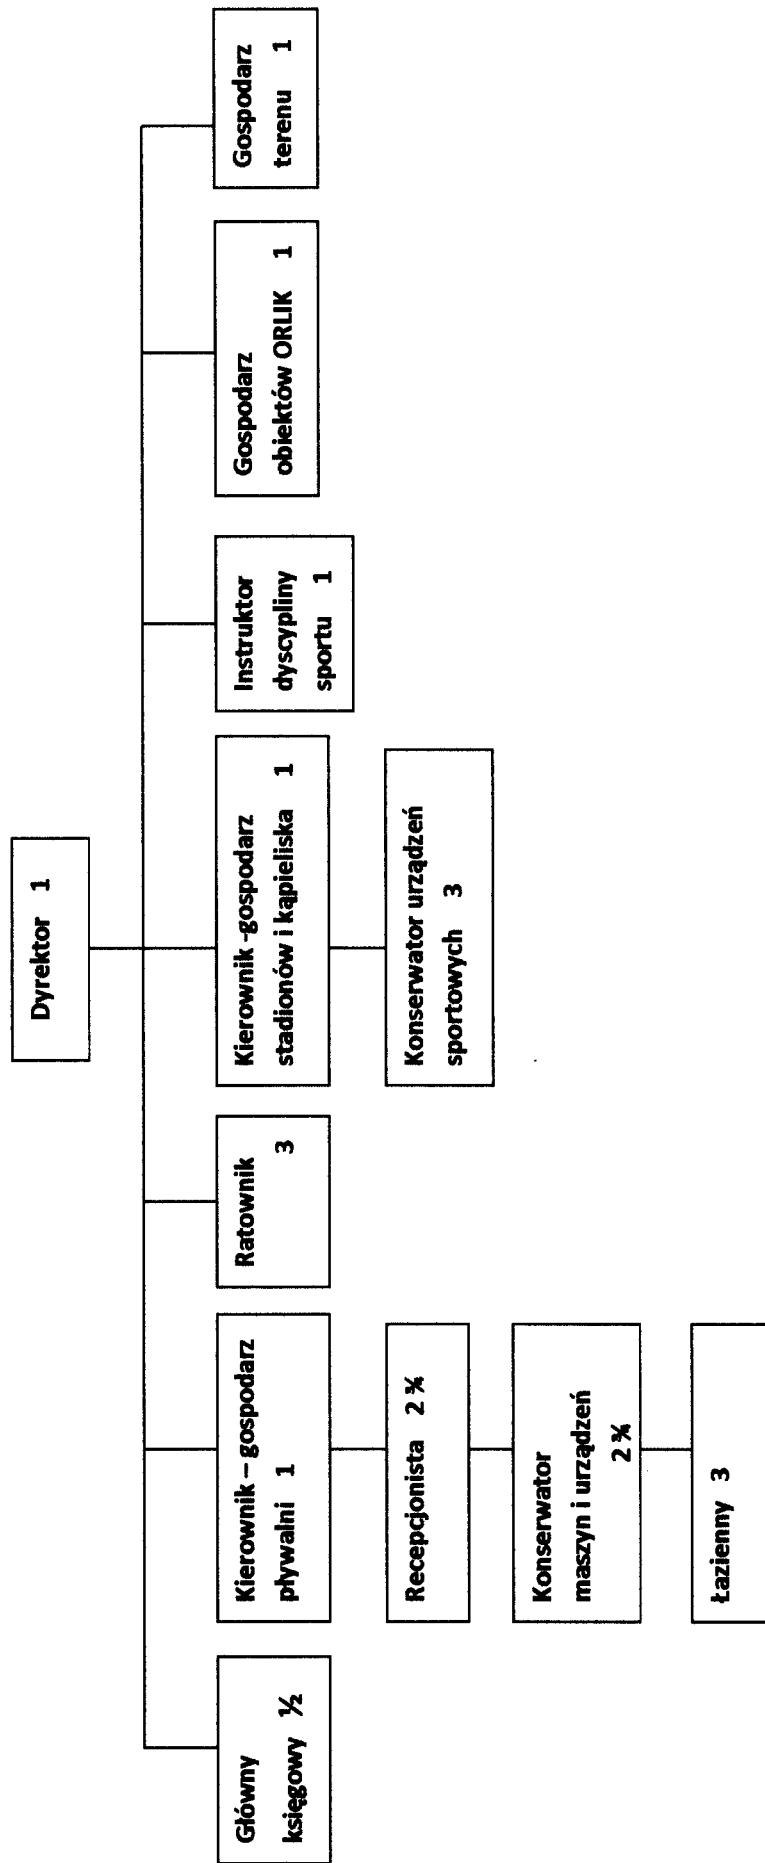 Dyrektor 1
Główny
księgowy ½
Kierownik – gospodarz
pływalni 1
Ratownik
3
Kierownik -gospodarz
stadionów i kąpieliska 1
Instruktor
dyscypliny
sportu 1
Gospodarz
obiektów ORLIK 1
Gospodarz
terenu 1
Recepcjonista 2 ¾
Konserwator
maszyn i urządzeń
2 ¾
Łazienny 3
Konserwator urządzeń
sportowych 3